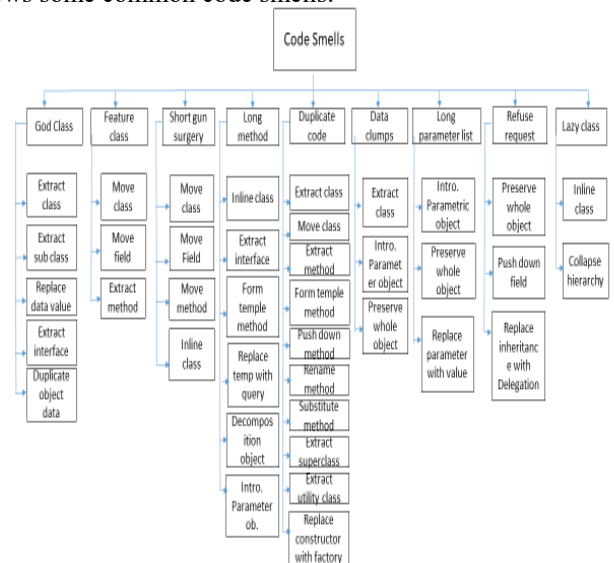 ows some common code smells.
Code Smells
God Class
Extract
class
Extract
sub class
Replace
data value
Extract
interface
Duplicate
object
data
Feature
class
Move
class
Move
field
Extract
method
Short gun
surgery
Move
class
Move
Field
Move
method
Inline
class
Long
method
Inline class
Extract
interface
Form
temple
method
Replace
temp with
query
Decompos
ition
object
Intro.
Parameter
ob.
Duplicate
code
Extract class
Move class
Extract
method
Form temple
method
Push down
method
Rename
method
Substitute
method
Extract
superclass
Extract
utility class
Replace
constructor
with factory
Data
clumps
Extract
class
Intro.
Paramet
er object
Preserve
whole
object
Long
parameter list
Intro.
Parametric
object
Preserve
whole
object
Replace
parameter
with value
Refuse
request
Preserve
whole
object
Push down
field
Replace
inheritanc
e with
Delegation
Lazy class
Inline
class
Collapse
hierarchy